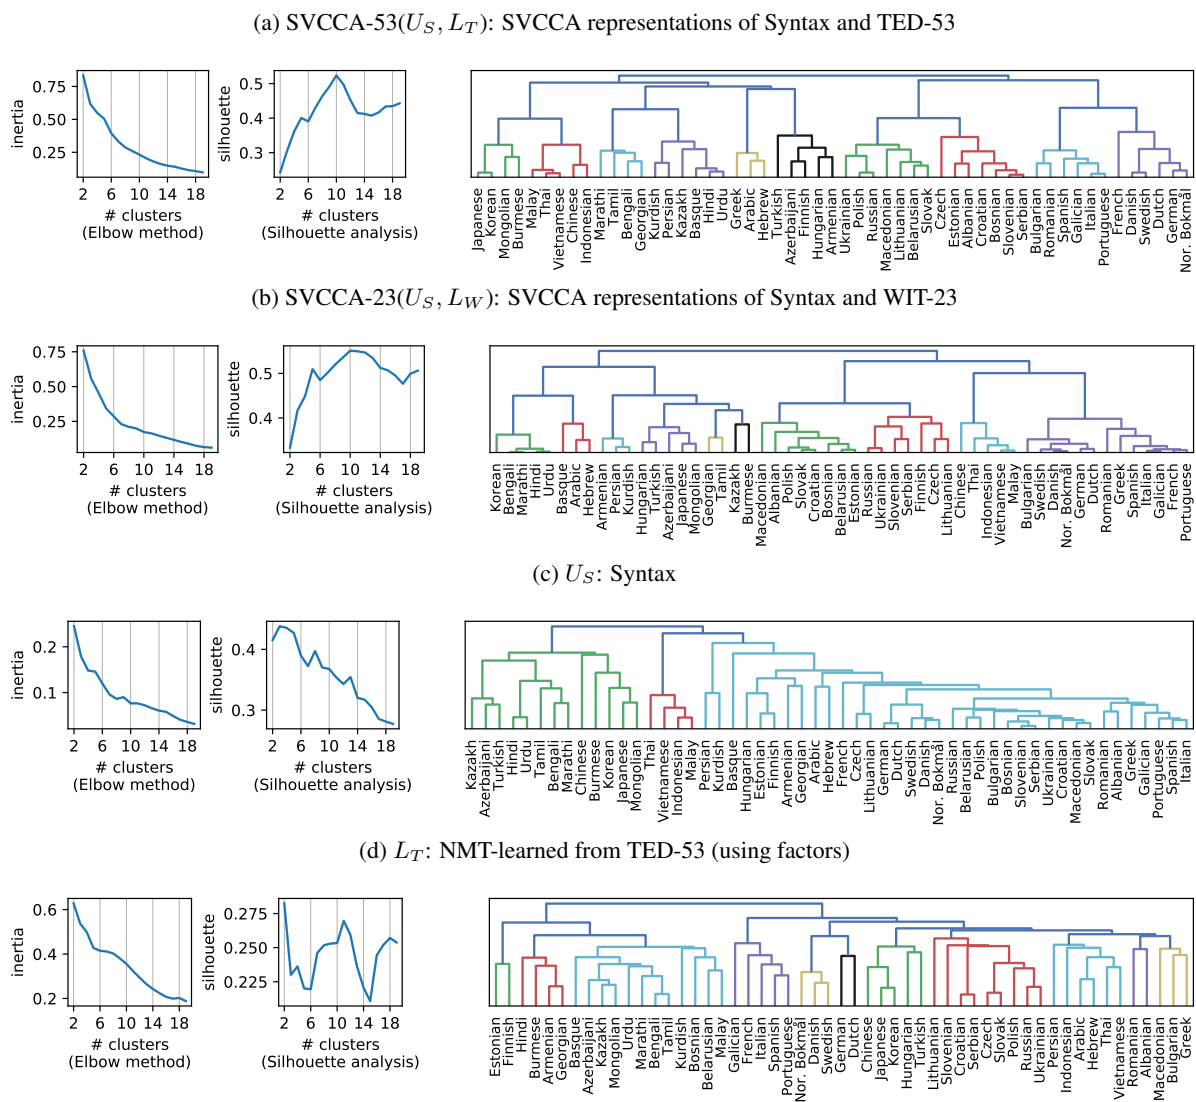 (a) SVCCA-53(U_S, L_T): SVCCA representations of Syntax and TED-53
0.75
0.50
0.25
inertia
2 6 10 14 18
# clusters
(Elbow method)
0.5
0.4
0.3
silhouette
2 6 10 14 18
# clusters
(Silhouette analysis)
Japanese Korean Mongolian Burmese Malay Thai Vietnamese Chinese Indonesian Marathi Tamil Bengali Georgian Kurdish Persian Kazakh Basque Hindi Urdu Greek Arabic Hebrew Turkish Azerbaijani Finnish Hungarian Armenian Ukrainian Polish Russian Macedonian Lithuanian Belarusian Slovak Czech Estonian Albanian Croatian Bosnian Slovenian Serbian Bulgarian Romanian Spanish Galician Italian Portuguese French Danish Swedish Dutch German Nor. Bokmål
(b) SVCCA-23(U_S, L_W): SVCCA representations of Syntax and WIT-23
0.75
0.50
0.25
inertia
2 6 10 14 18
# clusters
(Elbow method)
0.5
0.4
silhouette
2 6 10 14 18
# clusters
(Silhouette analysis)
Korean Bengali Marathi Hindi Urdu Basque Arabic Hebrew Armenian Persian Kurdish Hungarian Turkish Azerbaijani Japanese Mongolian Georgian Tamil Kazakh Burmese Macedonian Albanian Polish Slovak Croatian Bosnian Belarusian Estonian Russian Ukrainian Slovenian Serbian Finnish Czech Lithuanian Chinese Thai Indonesian Vietnamese Malay Bulgarian Swedish Danish Nor. Bokmål German Dutch Romanian Greek Spanish Italian Galician French Portuguese
(c) U_S: Syntax
0.2
0.1
inertia
2 6 10 14 18
# clusters
(Elbow method)
0.4
0.3
silhouette
2 6 10 14 18
# clusters
(Silhouette analysis)
Kazakh Azerbaijani Turkish Hindi Urdu Tamil Bengali Marathi Chinese Burmese Korean Japanese Mongolian Thai Vietnamese Indonesian Malay Persian Kurdish Basque Hungarian Estonian Finnish Armenian Georgian Arabic Hebrew French Czech Lithuanian German Dutch Swedish Danish Nor. Bokmål Russian Belarusian Polish Bulgarian Bosnian Slovenian Serbian Ukrainian Croatian Macedonian Slovak Romanian Albanian Greek Galician Portuguese Spanish Italian
(d) L_T: NMT-learned from TED-53 (using factors)
0.6
0.4
0.2
inertia
2 6 10 14 18
# clusters
(Elbow method)
0.275
0.250
0.225
silhouette
2 6 10 14 18
# clusters
(Silhouette analysis)
Estonian Finnish Hindi Burmese Armenian Georgian Basque Azerbaijani Kazakh Mongolian Urdu Marathi Bengali Tamil Kurdish Bosnian Belarusian Malay Galician French Italian Spanish Portuguese Nor. Bokmål Danish Swedish German Dutch Chinese Japanese Korean Hungarian Turkish Lithuanian Slovenian Croatian Serbian Czech Slovak Polish Russian Ukrainian Persian Indonesian Arabic Hebrew Thai Vietnamese Romanian Albanian Macedonian Bulgarian Greek